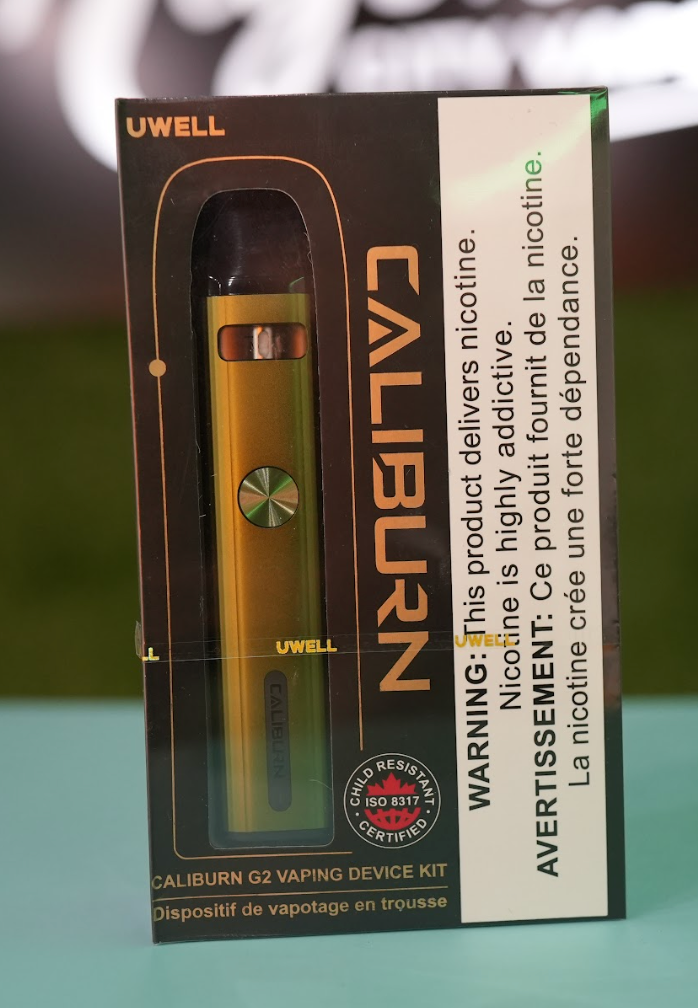 UWELL
CALIBURN
WARNING: This product delivers nicotine.
Nicotine is highly addictive.
AVERTISSEMENT: Ce produit fournit de la nicotine.
La nicotine crée une forte dépendance.
UWELL
UWELL
CALIBURN
CHILD RESISTANT
ISO 8317
CERTIFIED
CALIBURN G2 VAPING DEVICE KIT
Dispositif de vapotage en trousse